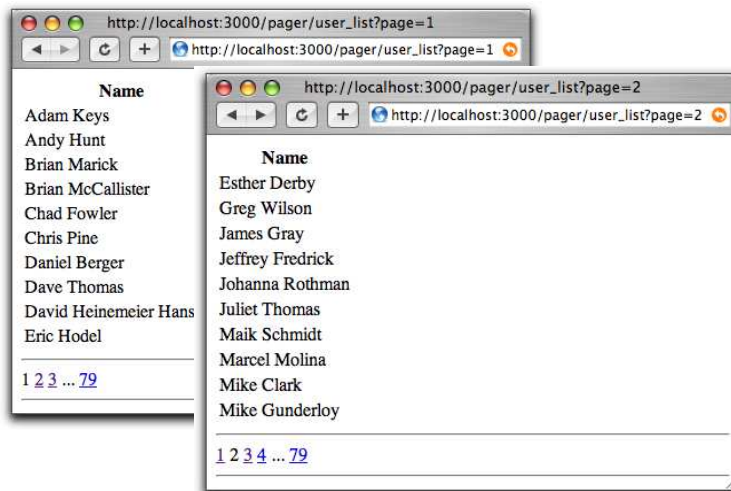 http://localhost:3000/pager/user_list?page=1
http://localhost:3000/pager/user_list?page=1
Name
Adam Keys
Andy Hunt
Brian Marick
Brian McCallister
Chad Fowler
Chris Pine
Daniel Berger
Dave Thomas
David Heinemeier Hans
Eric Hodel
1 2 3 ... 79
http://localhost:3000/pager/user_list?page=2
http://localhost:3000/pager/user_list?page=2
Name
Esther Derby
Greg Wilson
James Gray
Jeffrey Fredrick
Johanna Rothman
Juliet Thomas
Maik Schmidt
Marcel Molina
Mike Clark
Mike Gunderloy
1 2 3 4 ... 79